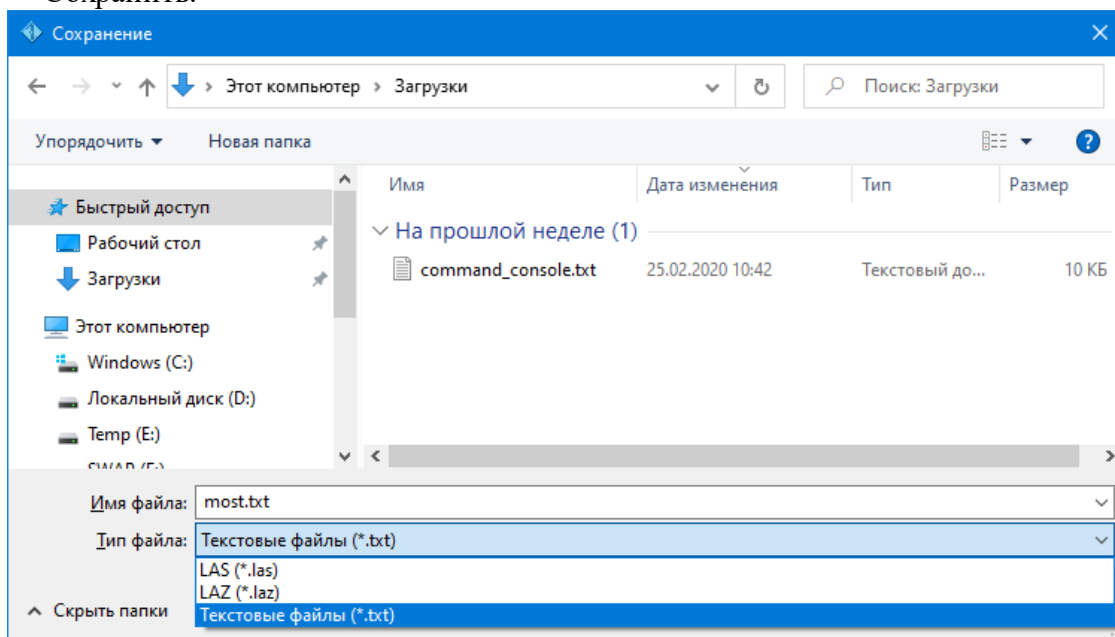 Сохранить.
Сохранение
Этот компьютер > Загрузки
Поиск: Загрузки
Упорядочить
Новая папка
Имя
Дата изменения
Тип
Размер
Быстрый доступ
Рабочий стол
Загрузки
Этот компьютер
Windows (C:)
Локальный диск (D:)
Temp (E:)
SWAP (F:)
На прошлой неделе (1)
command_console.txt 25.02.2020 10:42 Текстовый до... 10 КБ
Имя файла: most.txt
Тип файла: Текстовые файлы (*.txt)
LAS (*.las)
LAZ (*.laz)
Текстовые файлы (*.txt)
Скрыть папки